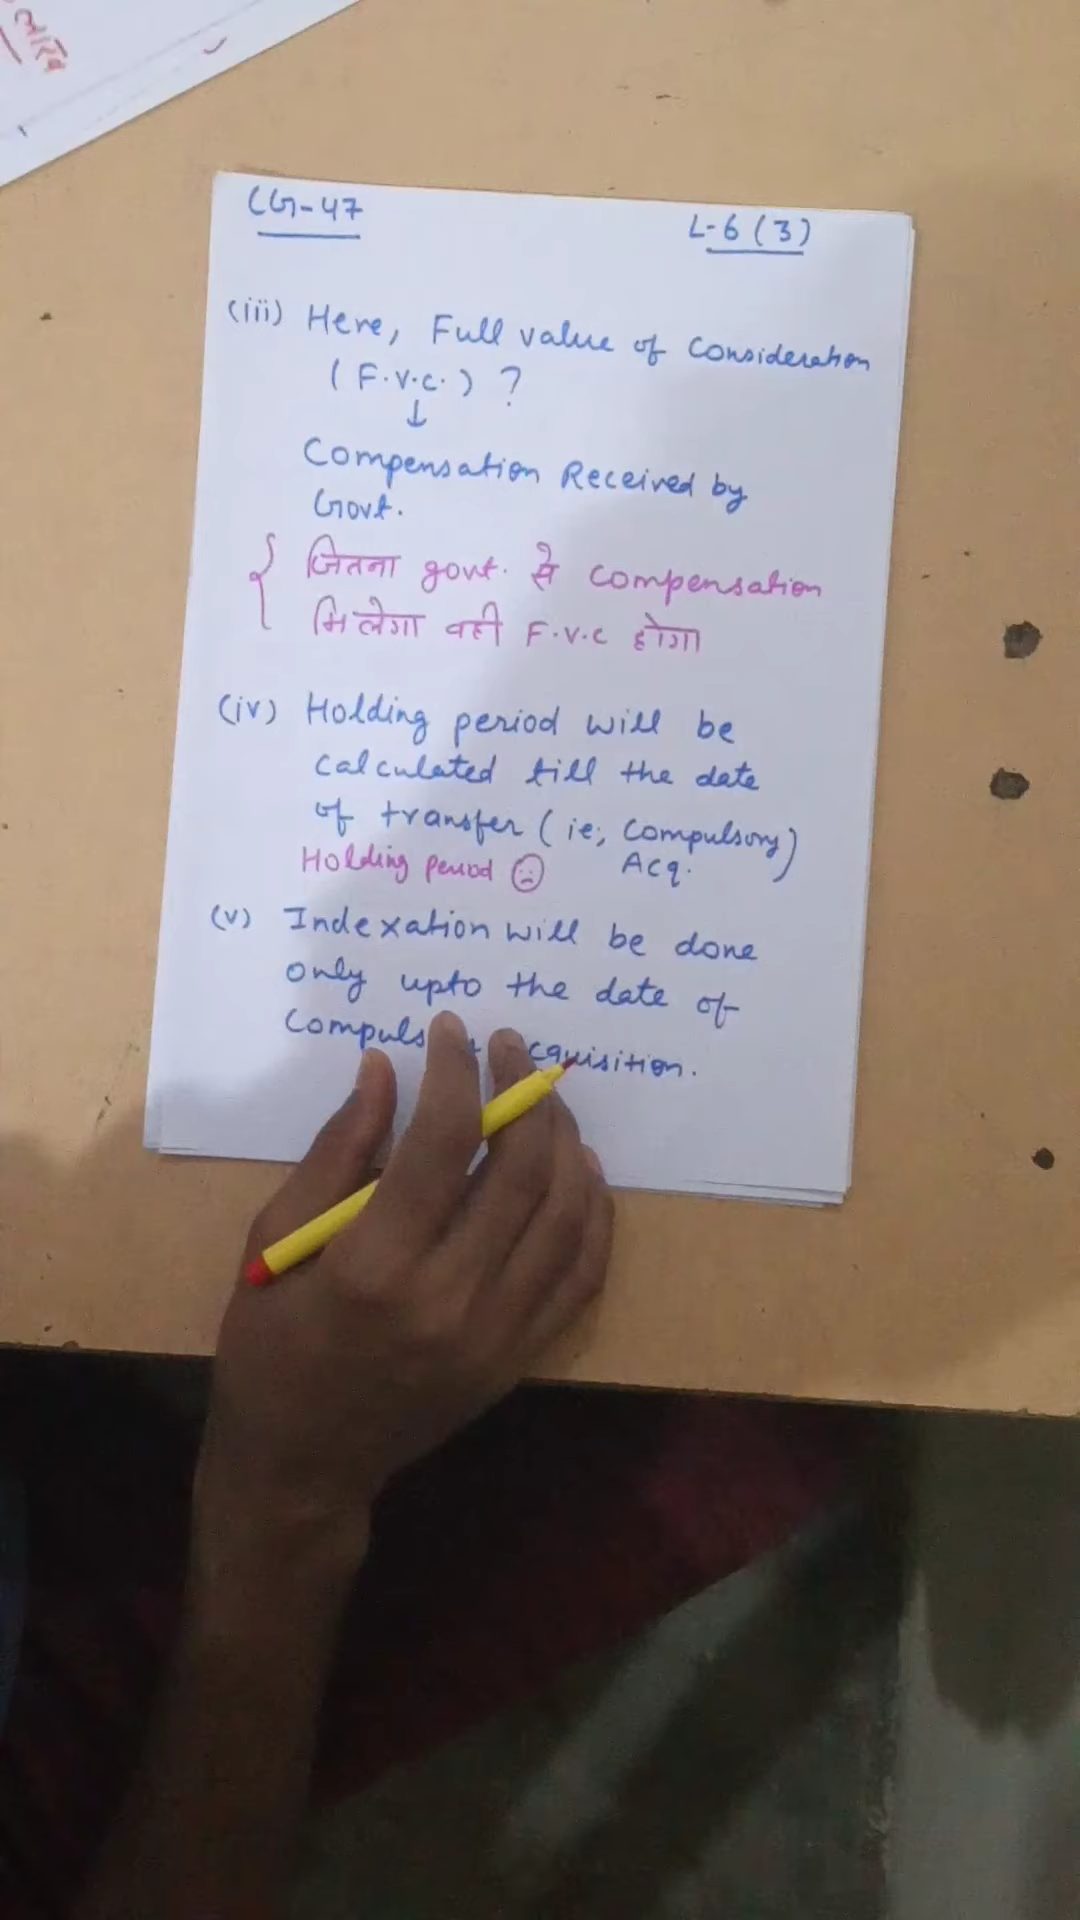 CG-47
L-6 (3)
(iii) Here, Full value of Consideration
(F.V.C.) ?
↓
Compensation Received by
Govt.
{ जितना govt. से compensation
मिलेगा वही F.V.C होगा
(iv) Holding period will be
calculated till the date
of transfer (ie; Compulsory
Acq.)
Holding period ☹
(v) Indexation will be done
only upto the date of
acquisition.